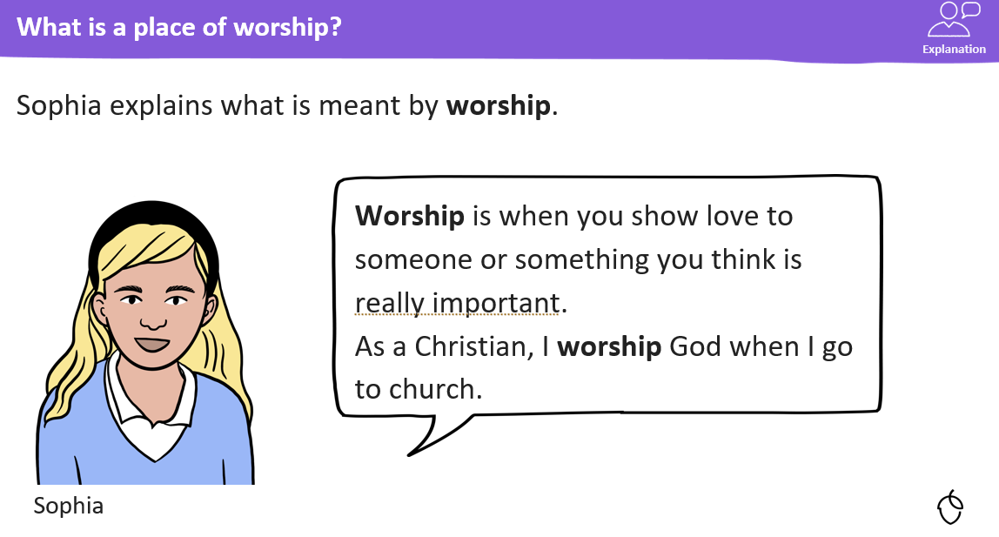 What is a place of worship?
Explanation
Sophia explains what is meant by worship.
Worship is when you show love to
someone or something you think is
really important.
As a Christian, I worship God when I go
to church.
Sophia